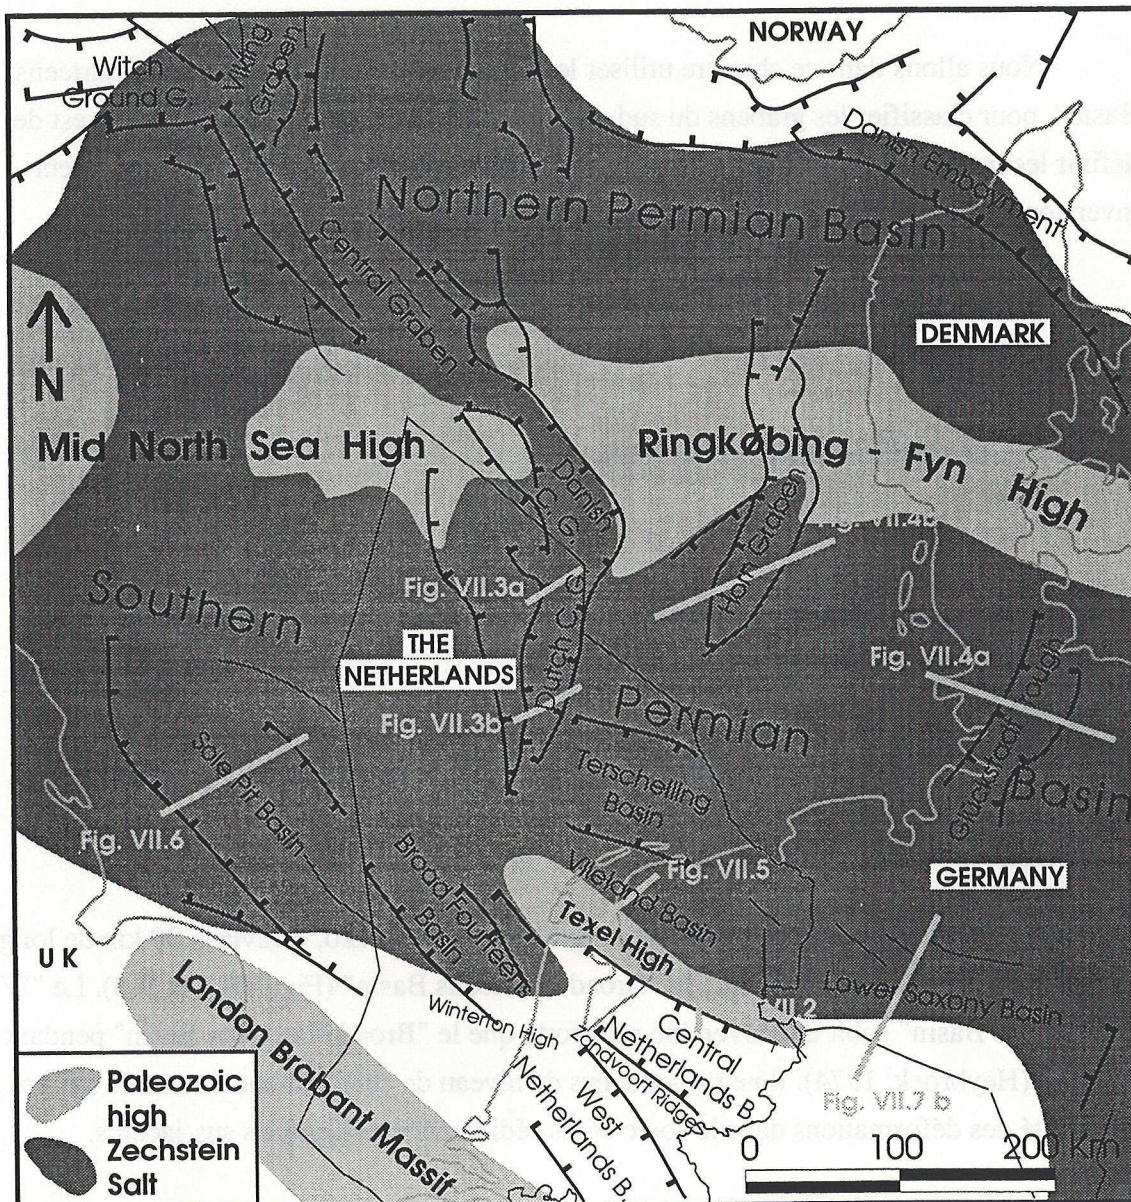 NORWAY
Witch
Ground G.
Viking
Graben
Danish Embayment
Northern Permian Basin
Central Graben
N
DENMARK
Mid North Sea High
Ringkøbing - Fyn High
Danish
C. G.
Horn Graben
Fig. VII.4b
Fig. VII.3a
Southern
THE
NETHERLANDS
Dutch C. G.
Fig. VII.4a
Fig. VII.3b
Permian
Glückstadt Tough
Basin
Sole Pit Basin
Terschelling
Basin
Fig. VII.6
Broad Fourteen
Basin
Vlieland Basin
Fig. VII.5
GERMANY
Texel High
UK
London Brabant Massif
Winterton High
VII.2
Lower Saxony Basin
Central
Netherlands B.
Zandvoort Ridge
West
Netherlands B.
Fig. VII.7 b
Paleozoic
high
Zechstein
Salt
0 100 200 Km